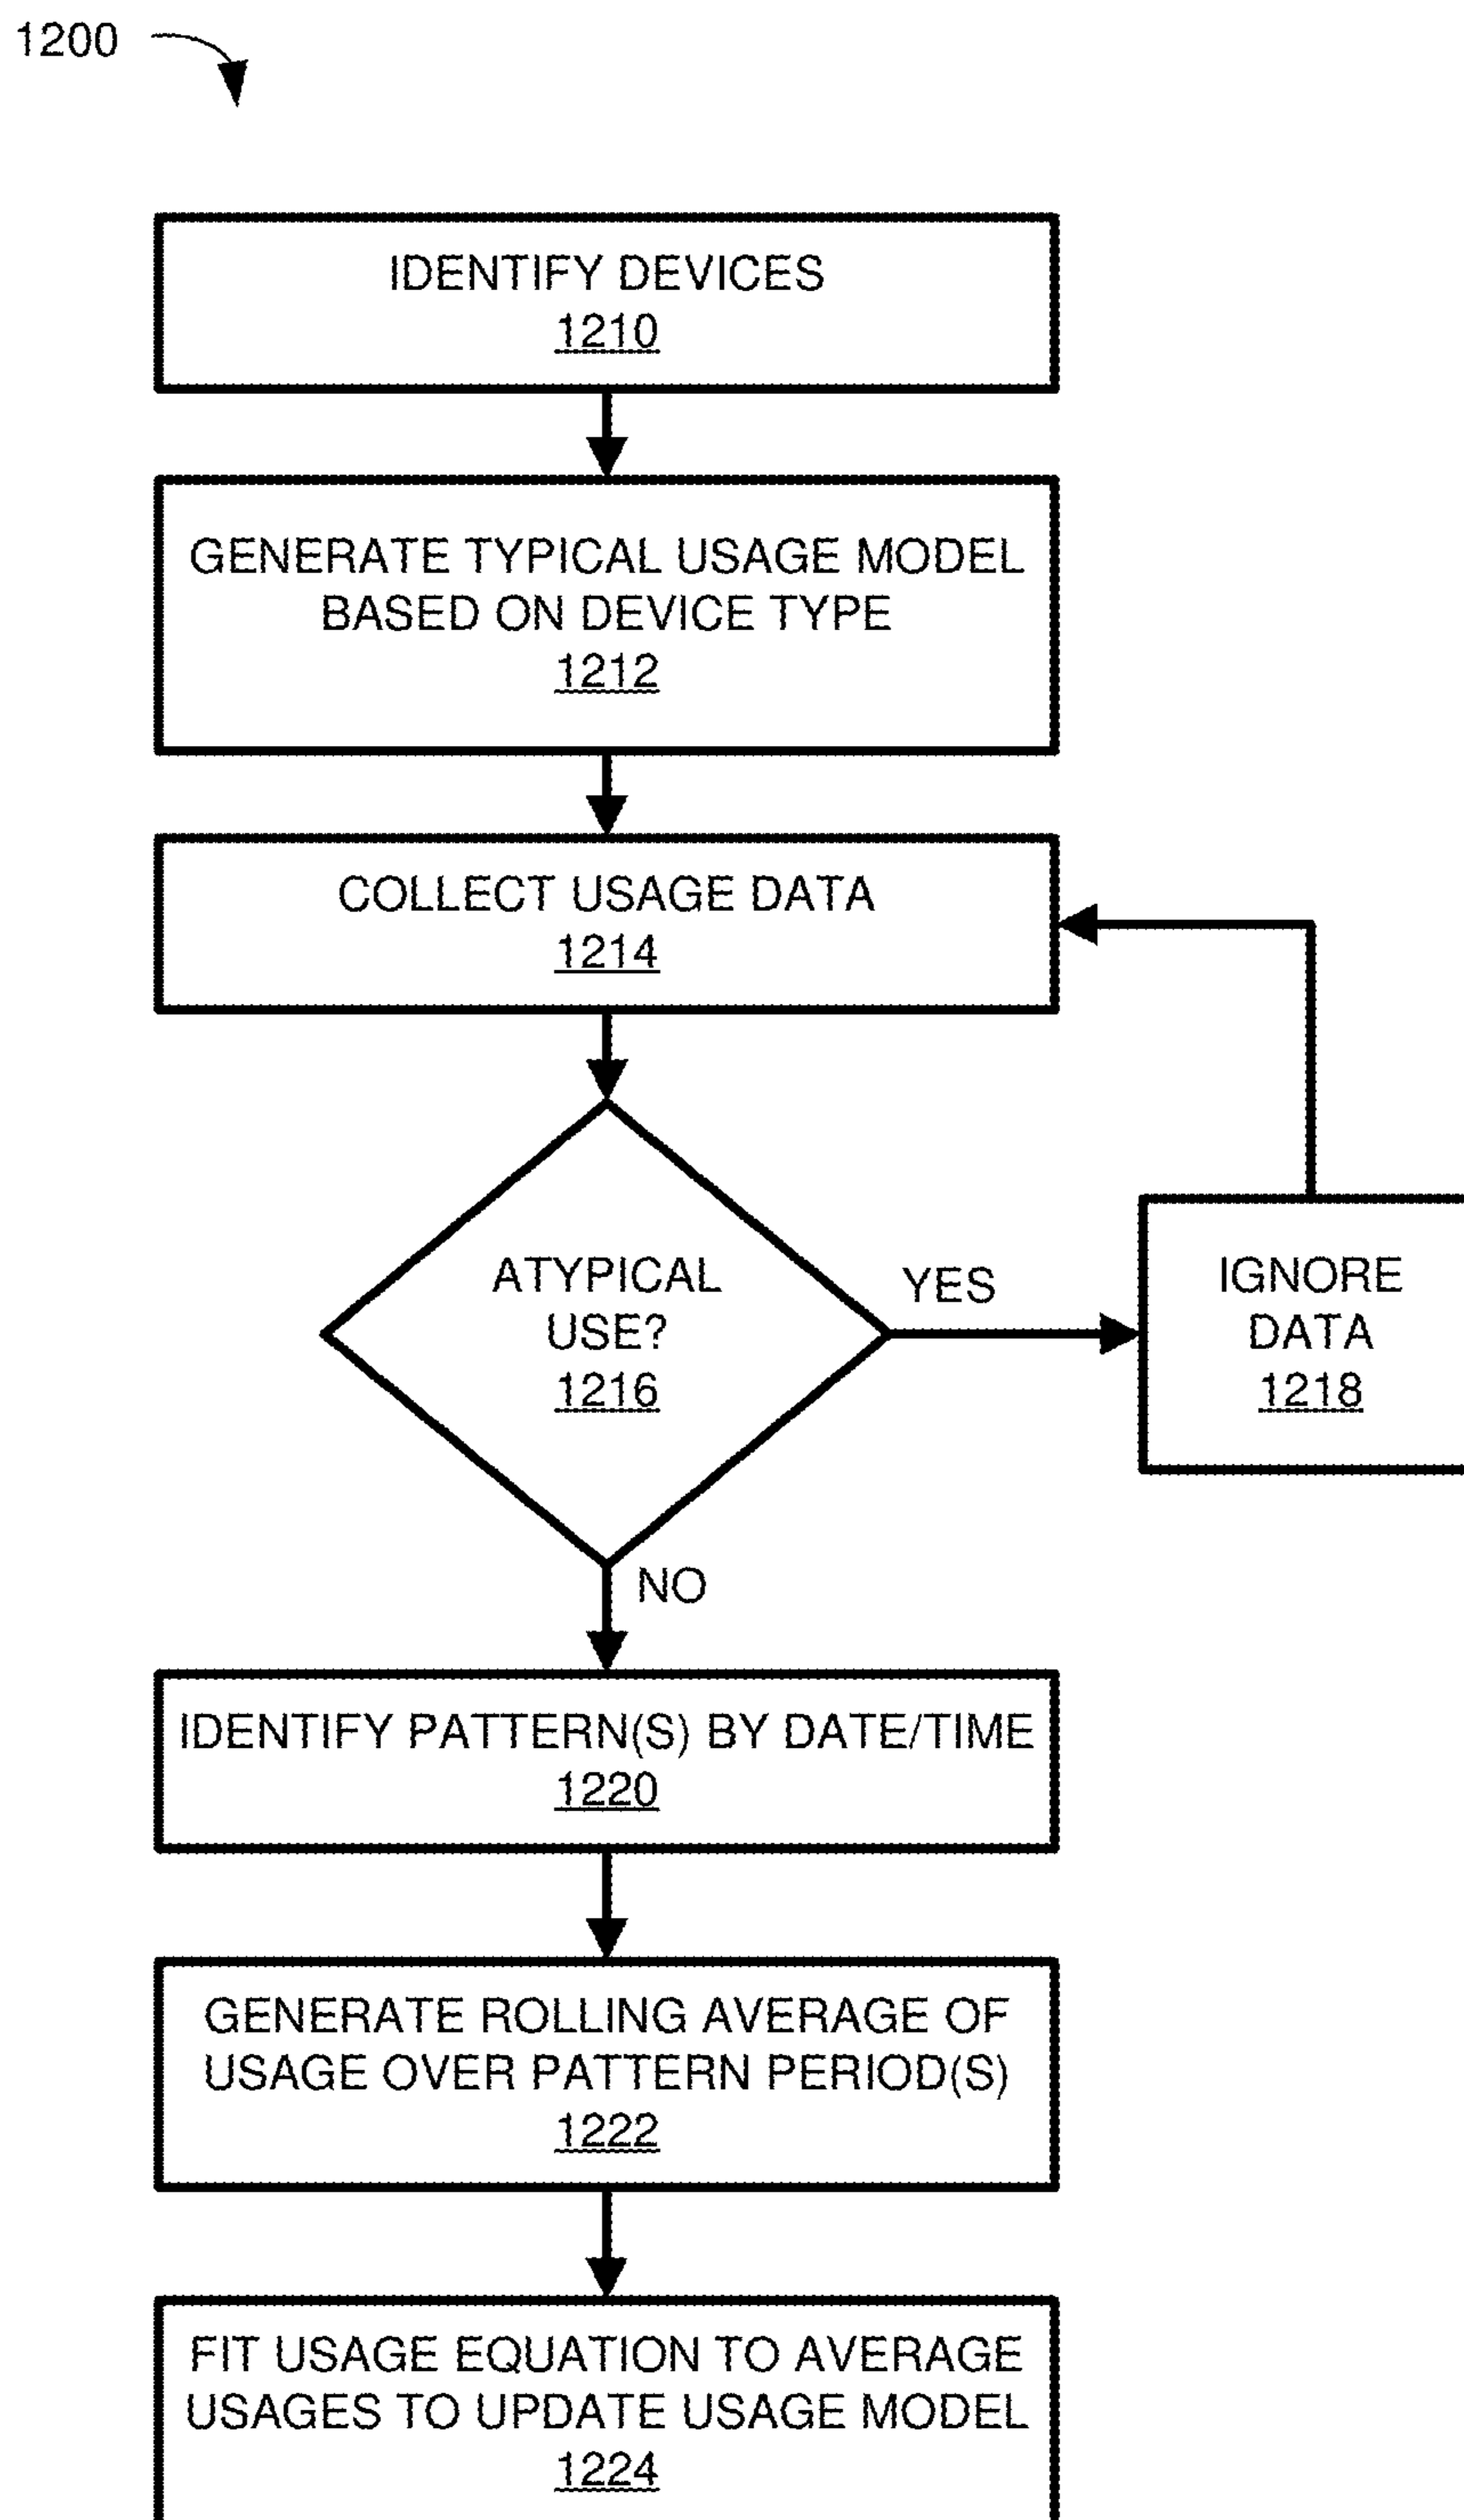 1200
IDENTIFY DEVICES
1210
GENERATE TYPICAL USAGE MODEL
BASED ON DEVICE TYPE
1212
COLLECT USAGE DATA
1214
ATYPICAL
USE?
1216
YES
IGNORE
DATA
1218
NO
IDENTIFY PATTERN(S) BY DATE/TIME
1220
GENERATE ROLLING AVERAGE OF
USAGE OVER PATTERN PERIOD(S)
1222
FIT USAGE EQUATION TO AVERAGE
USAGES TO UPDATE USAGE MODEL
1224